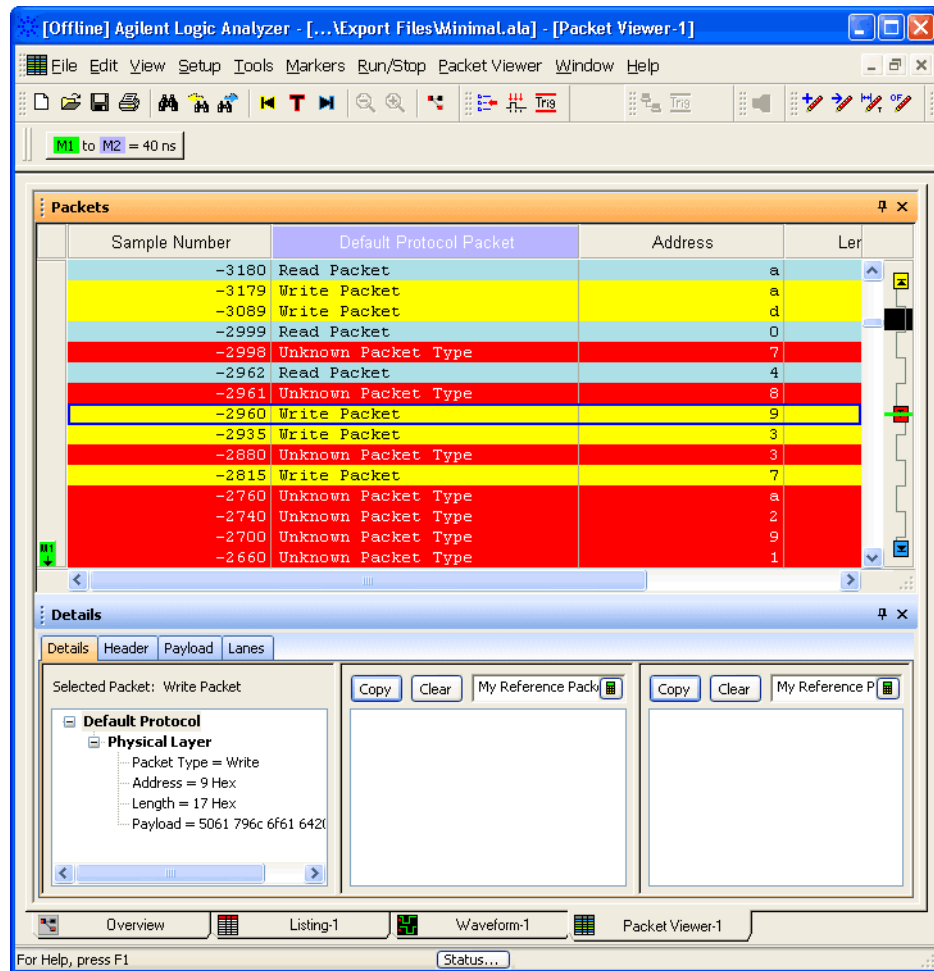 [Offline] Agilent Logic Analyzer - [...\Export Files\Minimal.ala] - [Packet Viewer-1]
File Edit View Setup Tools Markers Run/Stop Packet Viewer Window Help
T Trig Trig OF
M1 to M2 = 40 ns
Packets
Sample Number Default Protocol Packet Address Ler
-3180 Read Packet a
-3179 Write Packet a
-3089 Write Packet d
-2999 Read Packet 0
-2998 Unknown Packet Type 7
-2962 Read Packet 4
-2961 Unknown Packet Type 8
-2960 Write Packet 9
-2935 Write Packet 3
-2880 Unknown Packet Type 3
-2815 Write Packet 7
-2760 Unknown Packet Type a
-2740 Unknown Packet Type 2
-2700 Unknown Packet Type 9
M1 -2660 Unknown Packet Type 1
Details
Details Header Payload Lanes
Selected Packet: Write Packet Copy Clear My Reference Pack Copy Clear My Reference P
Default Protocol
Physical Layer
Packet Type = Write
Address = 9 Hex
Length = 17 Hex
Payload = 5061 796c 6f61 642(
Overview Listing-1 Waveform-1 Packet Viewer-1
For Help, press F1 Status...